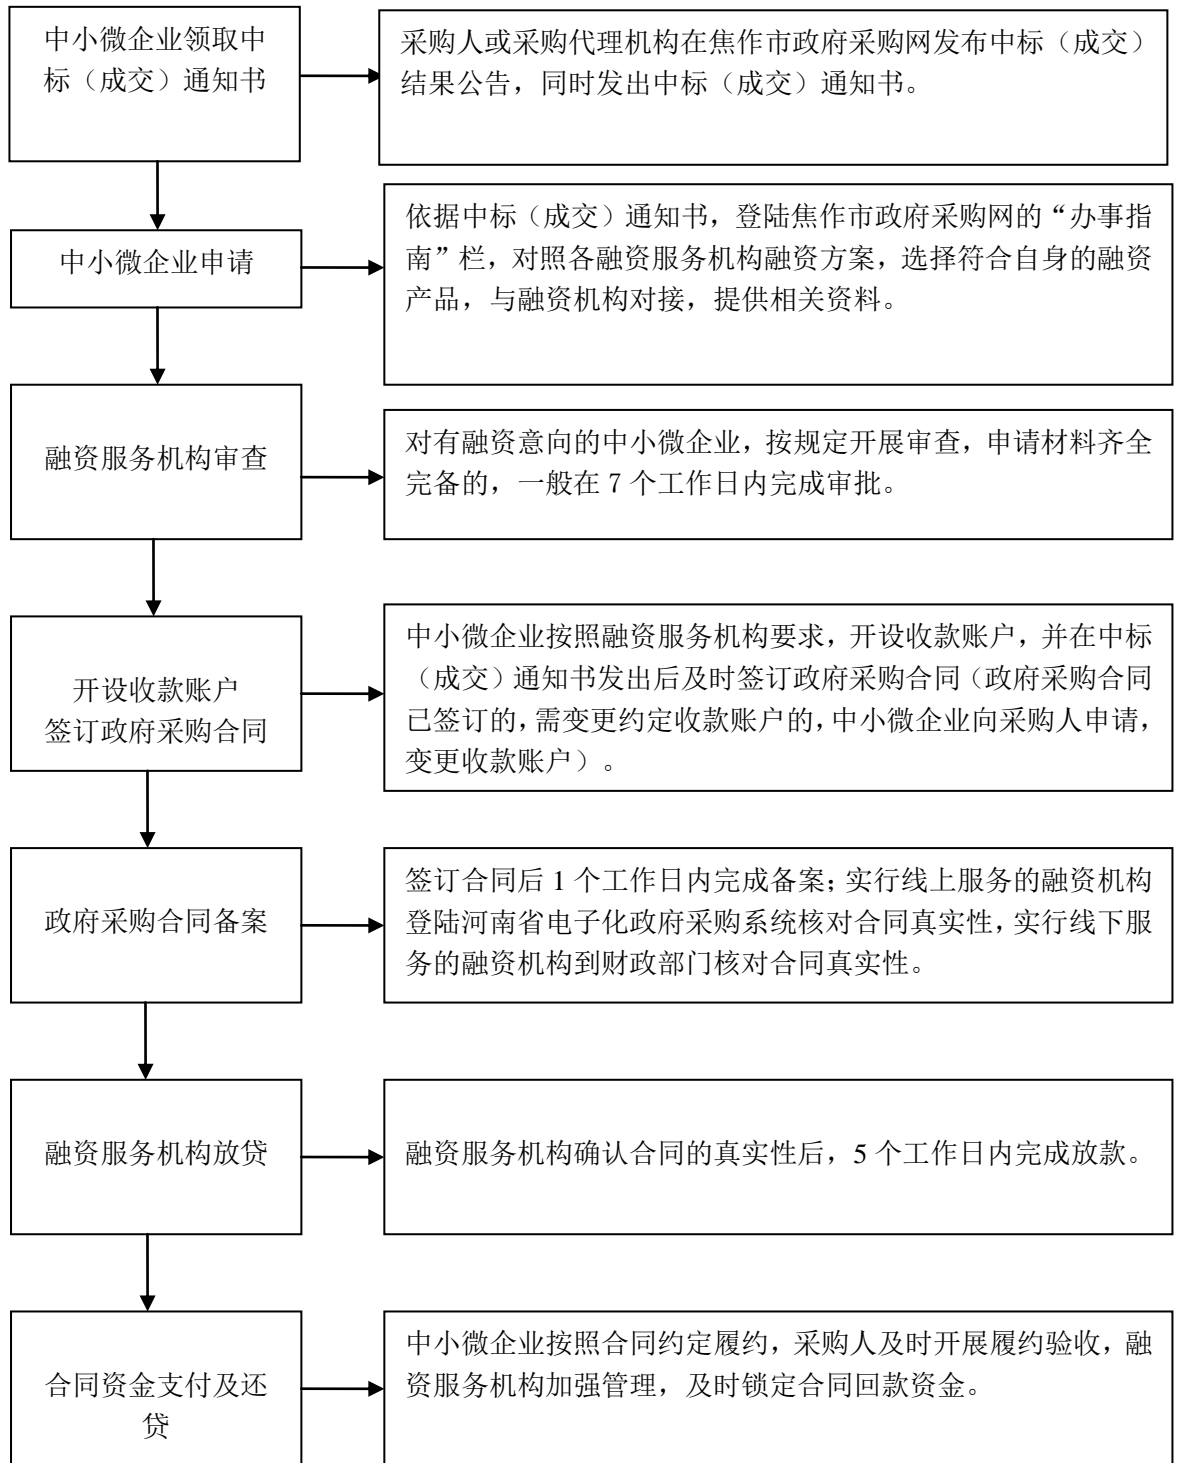 中小微企业领取中
标（成交）通知书
采购人或采购代理机构在焦作市政府采购网发布中标（成交）
结果公告，同时发出中标（成交）通知书。
中小微企业申请
依据中标（成交）通知书，登陆焦作市政府采购网的“办事指
南”栏，对照各融资服务机构融资方案，选择符合自身的融资
产品，与融资机构对接，提供相关资料。
融资服务机构审查
对有融资意向的中小微企业，按规定开展审查，申请材料齐全
完备的，一般在 7 个工作日内完成审批。
开设收款账户
签订政府采购合同
中小微企业按照融资服务机构要求，开设收款账户，并在中标
（成交）通知书发出后及时签订政府采购合同（政府采购合同
已签订的，需变更约定收款账户的，中小微企业向采购人申请，
变更收款账户）。
政府采购合同备案
签订合同后 1 个工作日内完成备案；实行线上服务的融资机构
登陆河南省电子化政府采购系统核对合同真实性，实行线下服
务的融资机构到财政部门核对合同真实性。
融资服务机构放贷
融资服务机构确认合同的真实性后，5 个工作日内完成放款。
合同资金支付及还
贷
中小微企业按照合同约定履约，采购人及时开展履约验收，融
资服务机构加强管理，及时锁定合同回款资金。